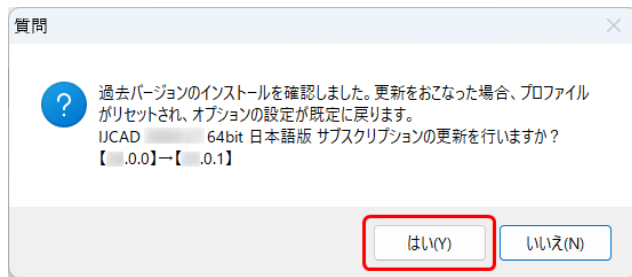 質問
過去バージョンのインストールを確認しました。更新をおこなった場合、プロファイル
がリセットされ、オプションの設定が既定に戻ります。
IJCAD 64bit 日本語版 サブスクリプションの更新を行いますか？
【 .0.0】→【 .0.1】
はい(Y) いいえ(N)